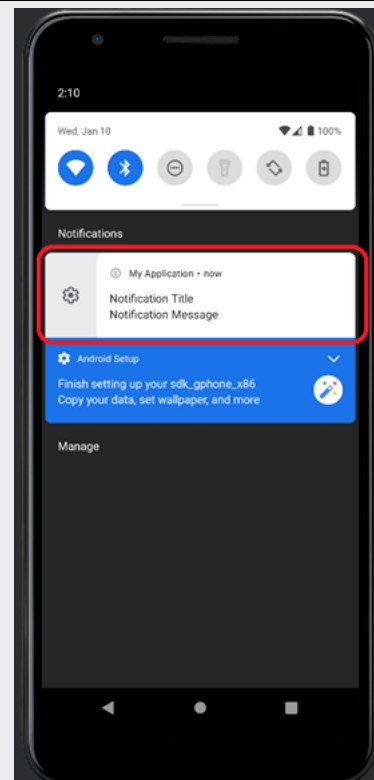 2:10
Wed, Jan 10
100%
Notifications
My Application • now
Notification Title
Notification Message
Android Setup
Finish setting up your sdk_gphone_x86
Copy your data, set wallpaper, and more
Manage